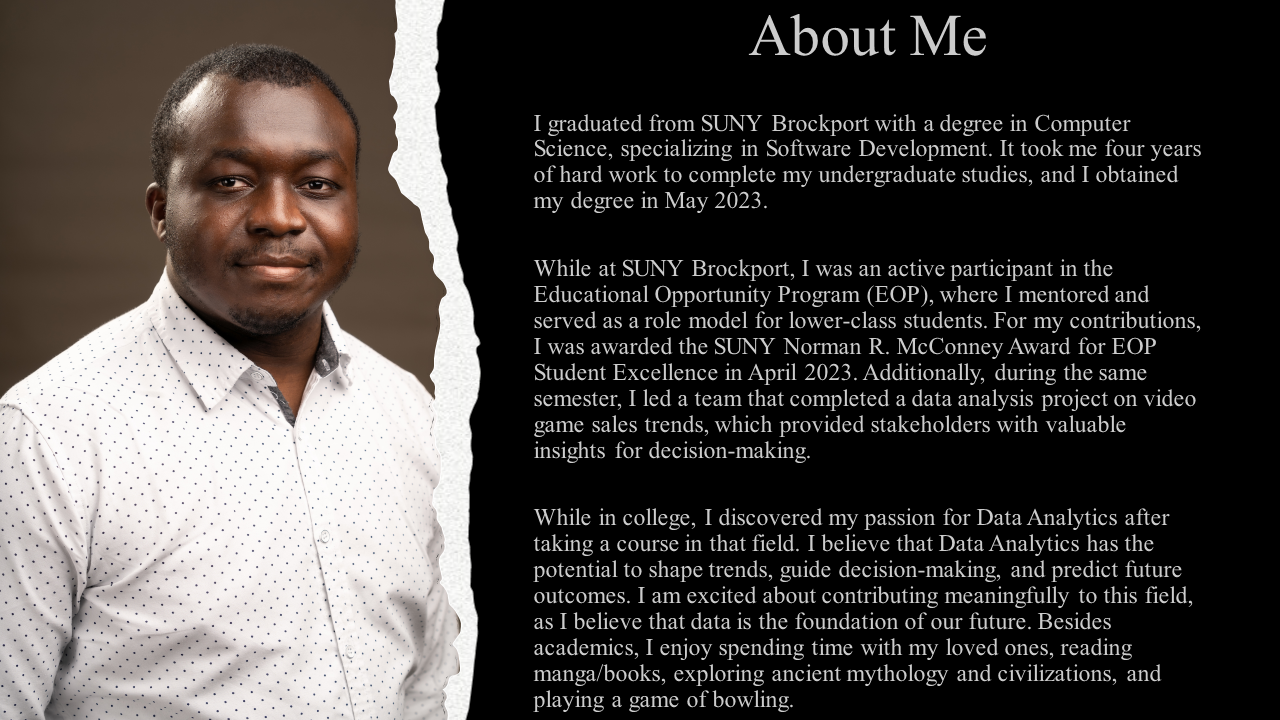 About Me
I graduated from SUNY Brockport with a degree in Computer
Science, specializing in Software Development. It took me four years
of hard work to complete my undergraduate studies, and I obtained
my degree in May 2023.
While at SUNY Brockport, I was an active participant in the
Educational Opportunity Program (EOP), where I mentored and
served as a role model for lower-class students. For my contributions,
I was awarded the SUNY Norman R. McConney Award for EOP
Student Excellence in April 2023. Additionally, during the same
semester, I led a team that completed a data analysis project on video
game sales trends, which provided stakeholders with valuable
insights for decision-making.
While in college, I discovered my passion for Data Analytics after
taking a course in that field. I believe that Data Analytics has the
potential to shape trends, guide decision-making, and predict future
outcomes. I am excited about contributing meaningfully to this field,
as I believe that data is the foundation of our future. Besides
academics, I enjoy spending time with my loved ones, reading
manga/books, exploring ancient mythology and civilizations, and
playing a game of bowling.